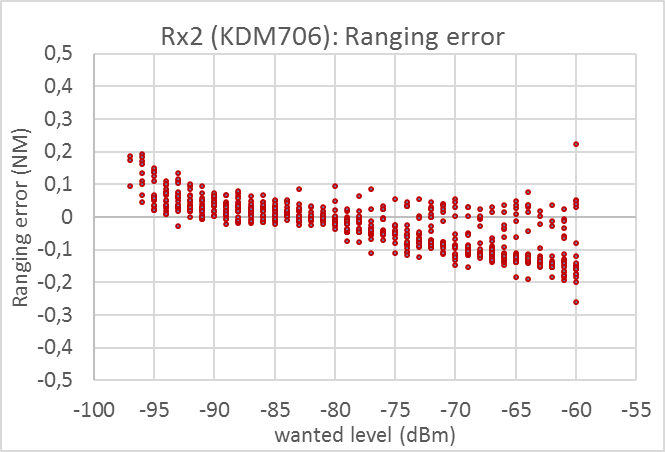 Rx2 (KDM706): Ranging error
0,5
0,4
0,3
0,2
0,1
0
-0,1
-0,2
-0,3
-0,4
-0,5
Ranging error (NM)
-100 -95 -90 -85 -80 -75 -70 -65 -60 -55
wanted level (dBm)